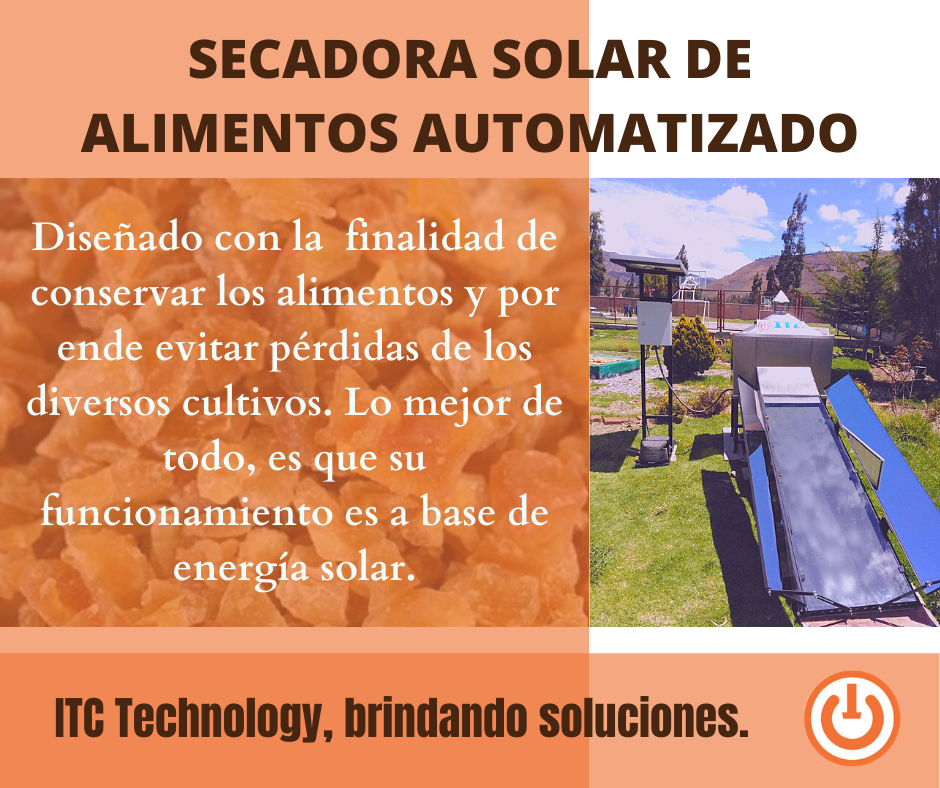 SECADORA SOLAR DE
ALIMENTOS AUTOMATIZADO
Diseñado con la finalidad de
conservar los alimentos y por
ende evitar pérdidas de los
diversos cultivos. Lo mejor de
todo, es que su
funcionamiento es a base de
energía solar.
ITC
ITC Technology, brindando soluciones.